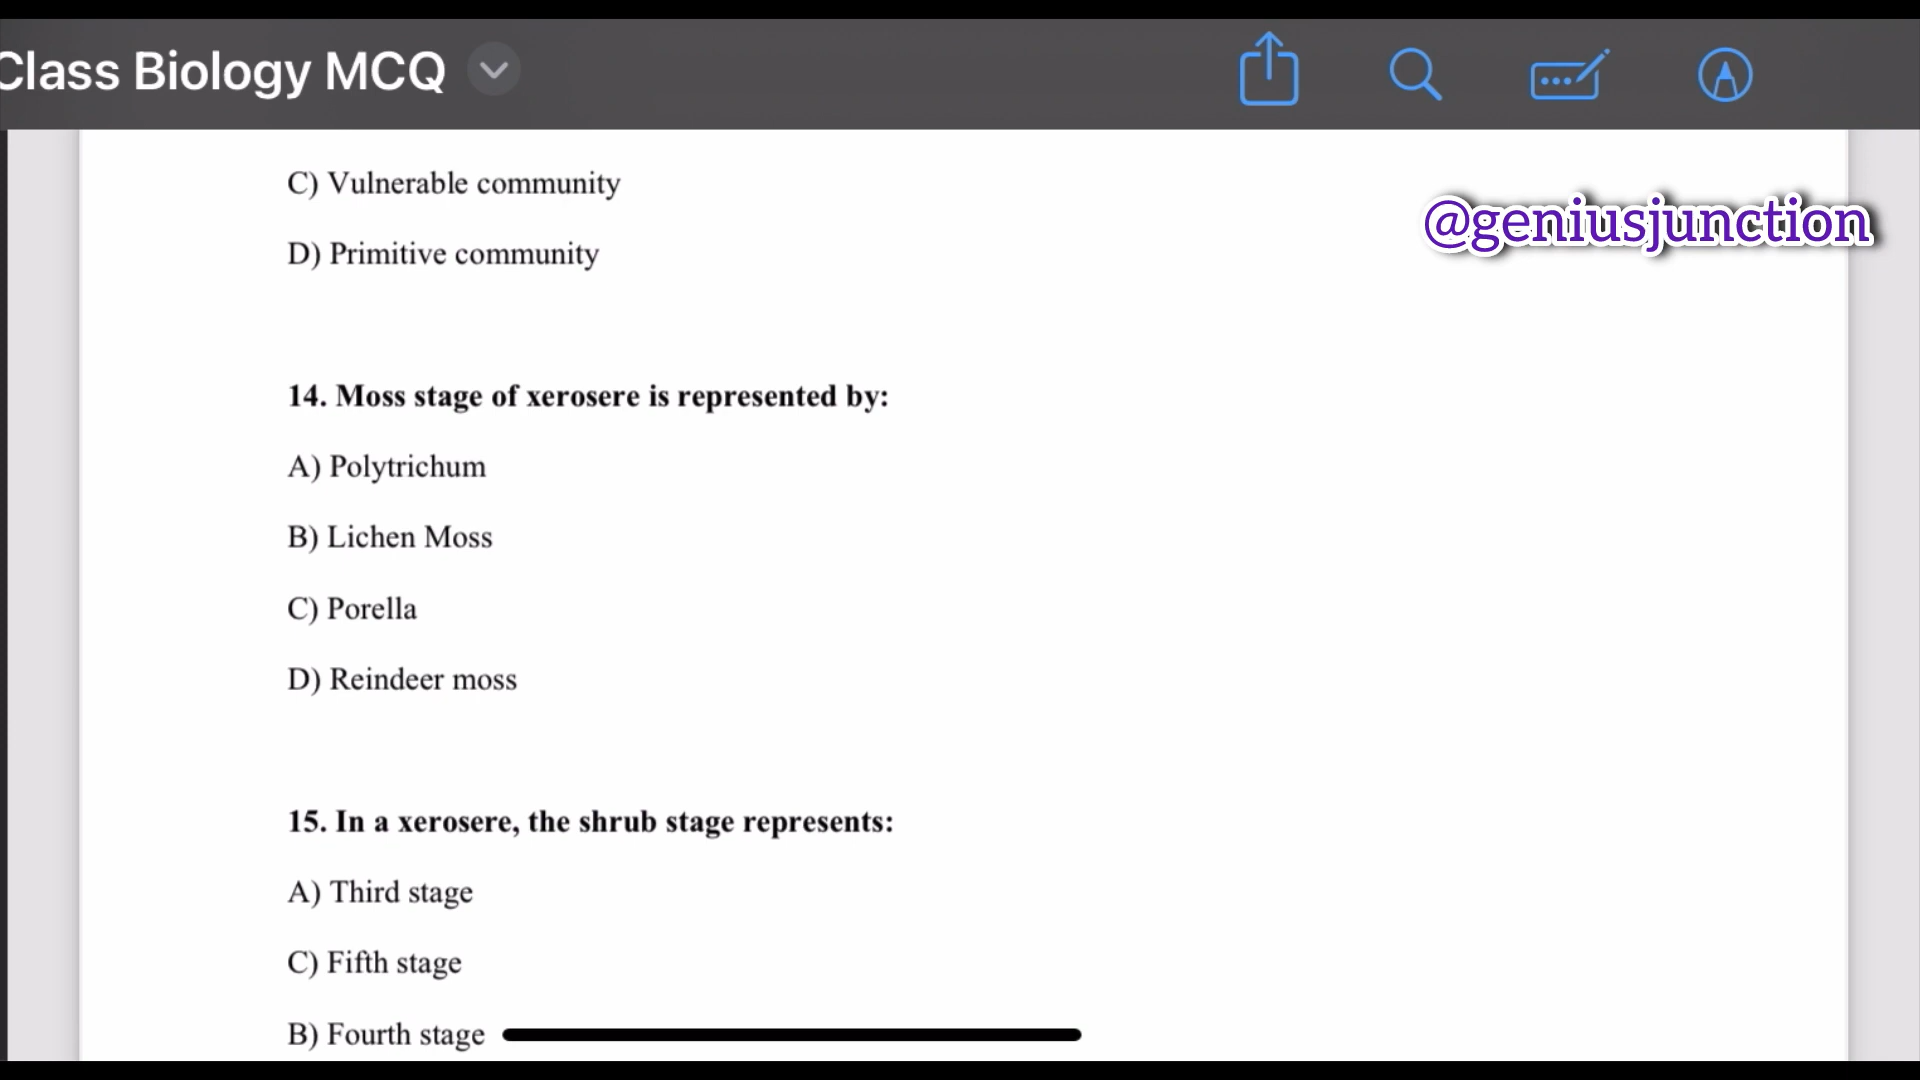 Class Biology MCQ
@geniusjunction
C) Vulnerable community
D) Primitive community
14. Moss stage of xerosere is represented by:
A) Polytrichum
B) Lichen Moss
C) Porella
D) Reindeer moss
15. In a xerosere, the shrub stage represents:
A) Third stage
C) Fifth stage
B) Fourth stage